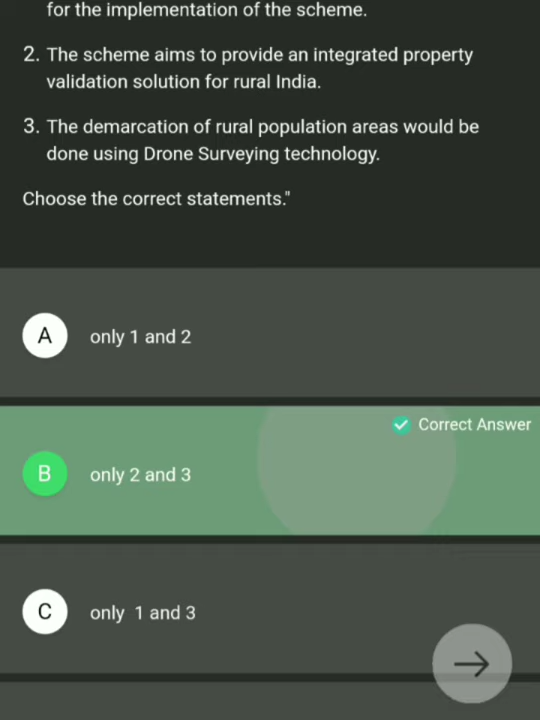 for the implementation of the scheme.
2. The scheme aims to provide an integrated property
validation solution for rural India.
3. The demarcation of rural population areas would be
done using Drone Surveying technology.
Choose the correct statements."
A only 1 and 2
Correct Answer
B only 2 and 3
C only 1 and 3